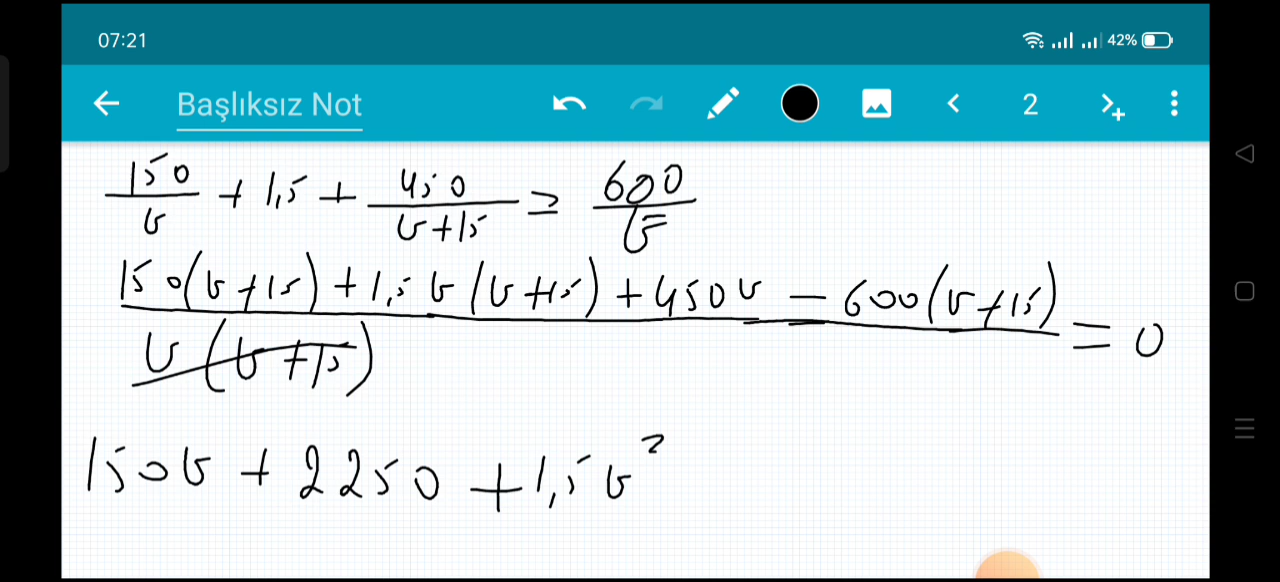 07:21 42%
Başlıksız Not 2
150/v + 1,5 + 450/(v+15) = 600/v
(150(v+15) + 1,5v(v+15) + 450v - 600(v+15)) / (v(v+15)) = 0
150v + 2250 + 1,5v²